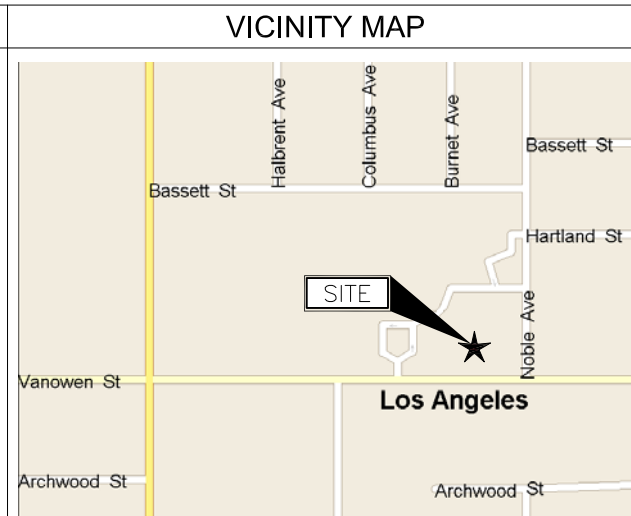 VICINITY MAP
Halbrent Ave
Columbus Ave
Burnet Ave
Bassett St
Bassett St
Hartland St
SITE
Noble Ave
Vanowen St
Los Angeles
Archwood St
Archwood St